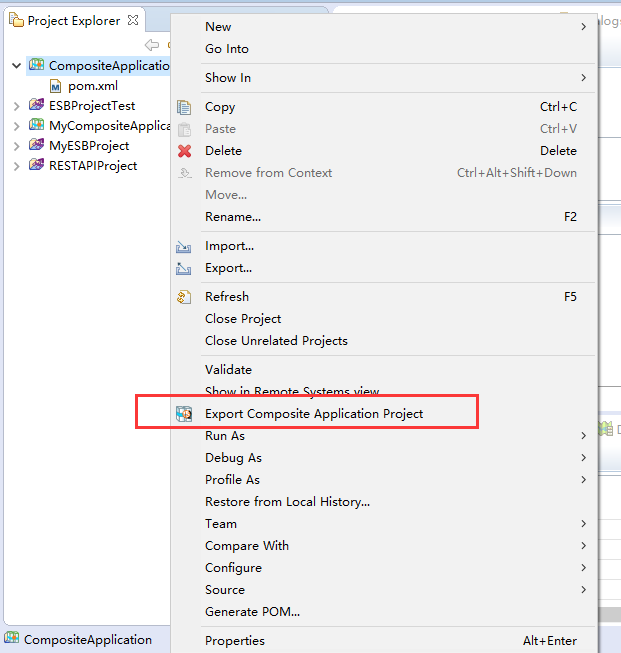 Project Explorer
CompositeApplicatio
pom.xml
ESBProjectTest
MyCompositeApplica
MyESBProject
RESTAPIProject
New
Go Into
Show In
Copy Ctrl+C
Paste Ctrl+V
Delete Delete
Remove from Context Ctrl+Alt+Shift+Down
Move...
Rename... F2
Import...
Export...
Refresh F5
Close Project
Close Unrelated Projects
Validate
Show in Remote Systems view
Export Composite Application Project
Run As
Debug As
Profile As
Restore from Local History...
Team
Compare With
Configure
Source
Generate POM...
Properties Alt+Enter
CompositeApplication